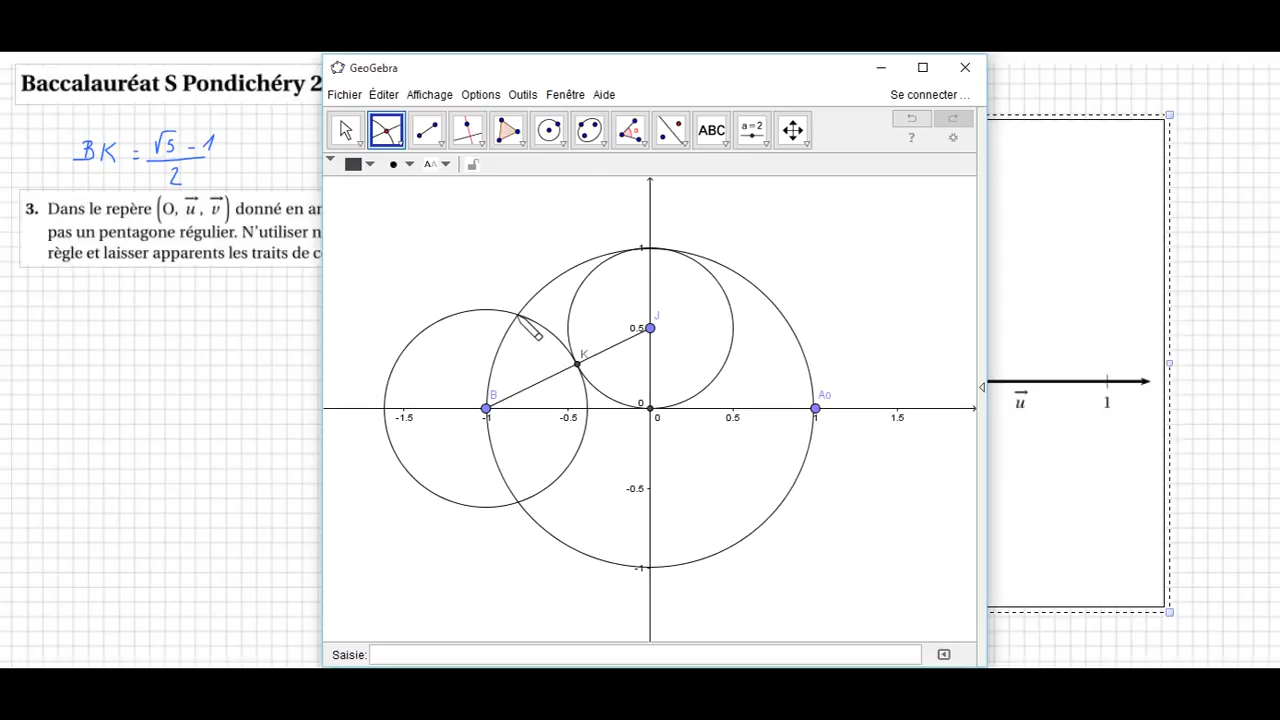 Baccalauréat S Pondichéry 2
BK = (√5 - 1)/2
3. Dans le repère (O, u⃗, v⃗) donné en an
pas un pentagone régulier. N'utiliser n
règle et laisser apparents les traits de c
GeoGebra
Fichier Éditer Affichage Options Outils Fenêtre Aide
Se connecter ...
ABC
a = 2
?
AA
1
J
0.5
K
B
0
Ao
-1.5 -1 -0.5 0 0.5 1 1.5
-0.5
-1
Saisie:
u⃗ 1